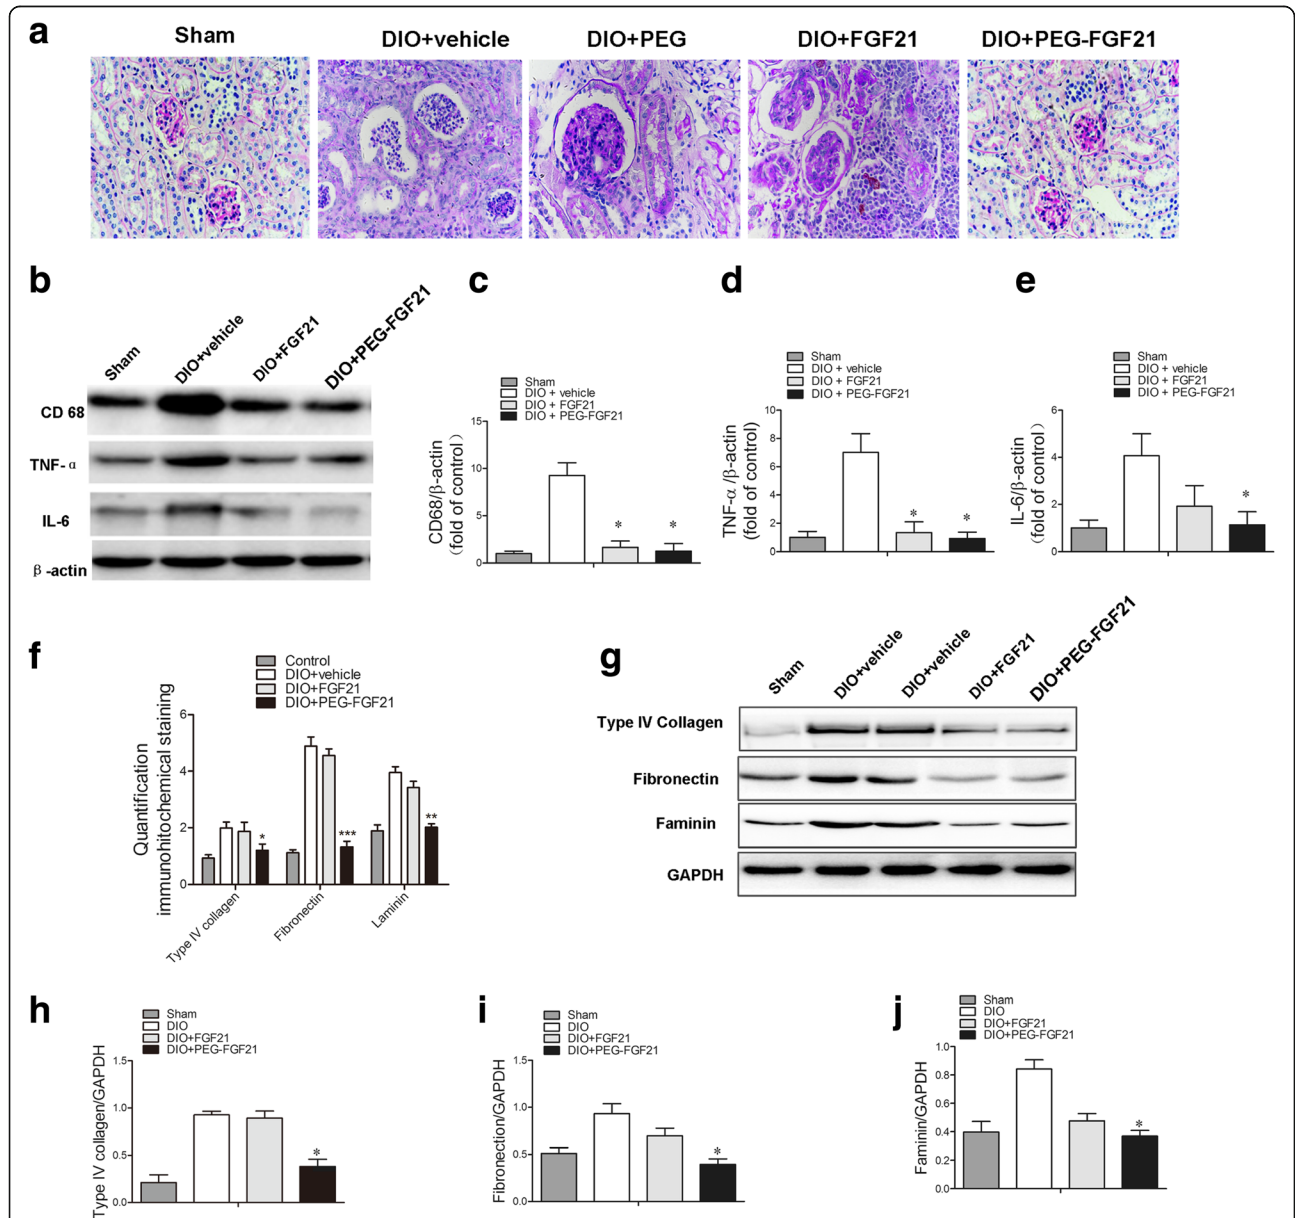 a
Sham
DIO+vehicle
DIO+PEG
DIO+FGF21
DIO+PEG-FGF21
b
Sham
DIO+vehicle
DIO+FGF21
DIO+PEG-FGF21
CD 68
TNF- α
IL-6
β -actin
c
Sham
DIO + vehicle
DIO + FGF21
DIO + PEG-FGF21
CD68/β-actin
(fold of control)
15
10
5
0
*
*
d
Sham
DIO + vehicle
DIO + FGF21
DIO + PEG-FGF21
TNF-α /β-actin
(fold of control)
10
8
6
4
2
0
*
*
e
Sham
DIO + vehicle
DIO + FGF21
DIO + PEG-FGF21
IL-6/β-actin
(fold of control)
6
4
2
0
*
f
Control
DIO+vehicle
DIO+FGF21
DIO+PEG-FGF21
Quantification
immunohitochemical staining
6
4
2
0
*
***
**
Type IV collagen
Fibronectin
Laminin
g
Sham
DIO+vehicle
DIO+vehicle
DIO+FGF21
DIO+PEG-FGF21
Type IV Collagen
Fibronectin
Faminin
GAPDH
h
Sham
DIO
DIO+FGF21
DIO+PEG-FGF21
Type IV collagen/GAPDH
1.5
1.0
0.5
0.0
*
i
Sham
DIO
DIO+FGF21
DIO+PEG-FGF21
Fibronection/GAPDH
1.5
1.0
0.5
0.0
*
j
Sham
DIO
DIO+FGF21
DIO+PEG-FGF21
Faminin/GAPDH
1.0
0.8
0.6
0.4
0.2
0.0
*